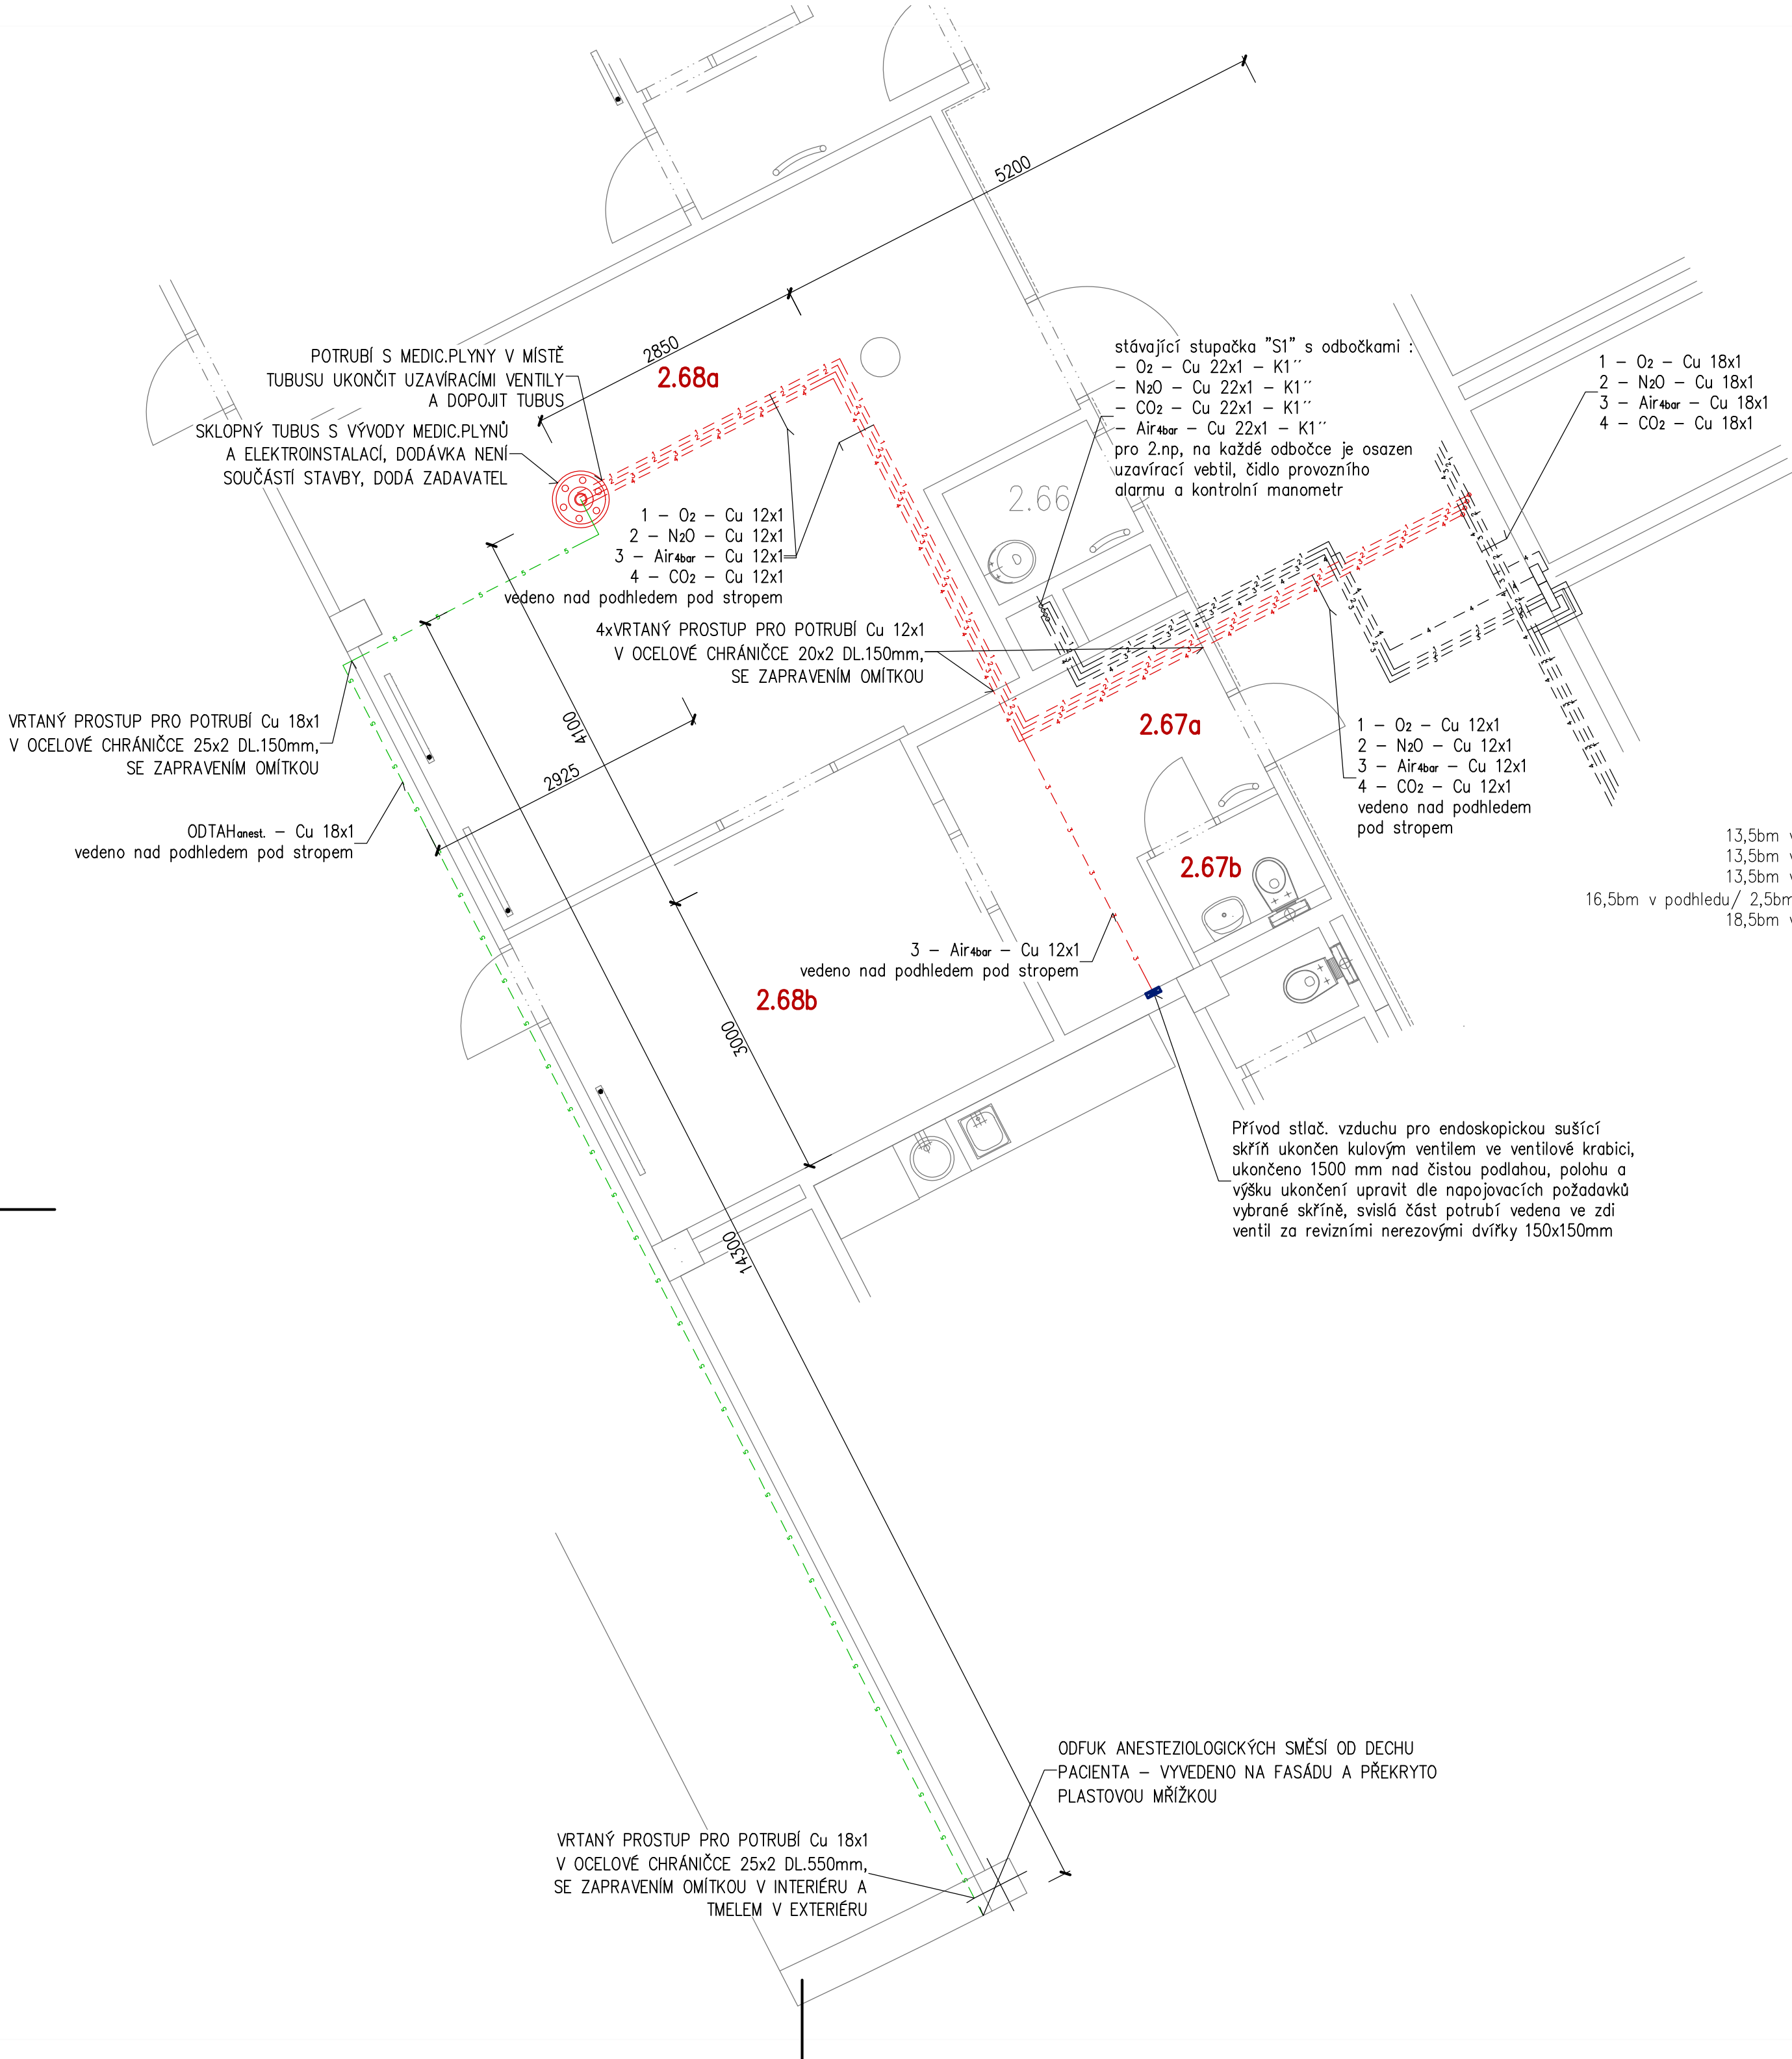 5200
2850
2.68a
POTRUBÍ S MEDIC.PLYNY V MÍSTĚ
TUBUSU UKONČIT UZAVÍRACÍMI VENTILY
A DOPOJIT TUBUS
SKLOPNÝ TUBUS S VÝVODY MEDIC.PLYNŮ
A ELEKTROINSTALACÍ, DODÁVKA NENÍ
SOUČÁSTÍ STAVBY, DODÁ ZADAVATEL
stávající stupačka "S1" s odbočkami :
- O2 - Cu 22x1 - K1´´
- N2O - Cu 22x1 - K1´´
- CO2 - Cu 22x1 - K1´´
- Air4bar - Cu 22x1 - K1´´
pro 2.np, na každé odbočce je osazen
uzavírací vebtil, čidlo provozního
alarmu a kontrolní manometr
1 - O2 - Cu 18x1
2 - N2O - Cu 18x1
3 - Air4bar - Cu 18x1
4 - CO2 - Cu 18x1
2.66
1 - O2 - Cu 12x1
2 - N2O - Cu 12x1
3 - Air4bar - Cu 12x1
4 - CO2 - Cu 12x1
vedeno nad podhledem pod stropem
4xVRTANÝ PROSTUP PRO POTRUBÍ Cu 12x1
V OCELOVÉ CHRÁNIČCE 20x2 DL.150mm,
SE ZAPRAVENÍM OMÍTKOU
VRTANÝ PROSTUP PRO POTRUBÍ Cu 18x1
V OCELOVÉ CHRÁNIČCE 25x2 DL.150mm,
SE ZAPRAVENÍM OMÍTKOU
4100
2925
2.67a
1 - O2 - Cu 12x1
2 - N2O - Cu 12x1
3 - Air4bar - Cu 12x1
4 - CO2 - Cu 12x1
vedeno nad podhledem
pod stropem
ODTAHanest. - Cu 18x1
vedeno nad podhledem pod stropem
13,5bm v
13,5bm v
13,5bm v
16,5bm v podhledu/ 2,5bm
18,5bm v
2.67b
3 - Air4bar - Cu 12x1
vedeno nad podhledem pod stropem
2.68b
3000
Přívod stlač. vzduchu pro endoskopickou sušící
skříň ukončen kulovým ventilem ve ventilové krabici,
ukončeno 1500 mm nad čistou podlahou, polohu a
výšku ukončení upravit dle napojovacích požadavků
vybrané skříně, svislá část potrubí vedena ve zdi
ventil za revizními nerezovými dvířky 150x150mm
14300
ODFUK ANESTEZIOLOGICKÝCH SMĚSÍ OD DECHU
PACIENTA - VYVEDENO NA FASÁDU A PŘEKRYTO
PLASTOVOU MŘÍŽKOU
VRTANÝ PROSTUP PRO POTRUBÍ Cu 18x1
V OCELOVÉ CHRÁNIČCE 25x2 DL.550mm,
SE ZAPRAVENÍM OMÍTKOU V INTERIÉRU A
TMELEM V EXTERIÉRU